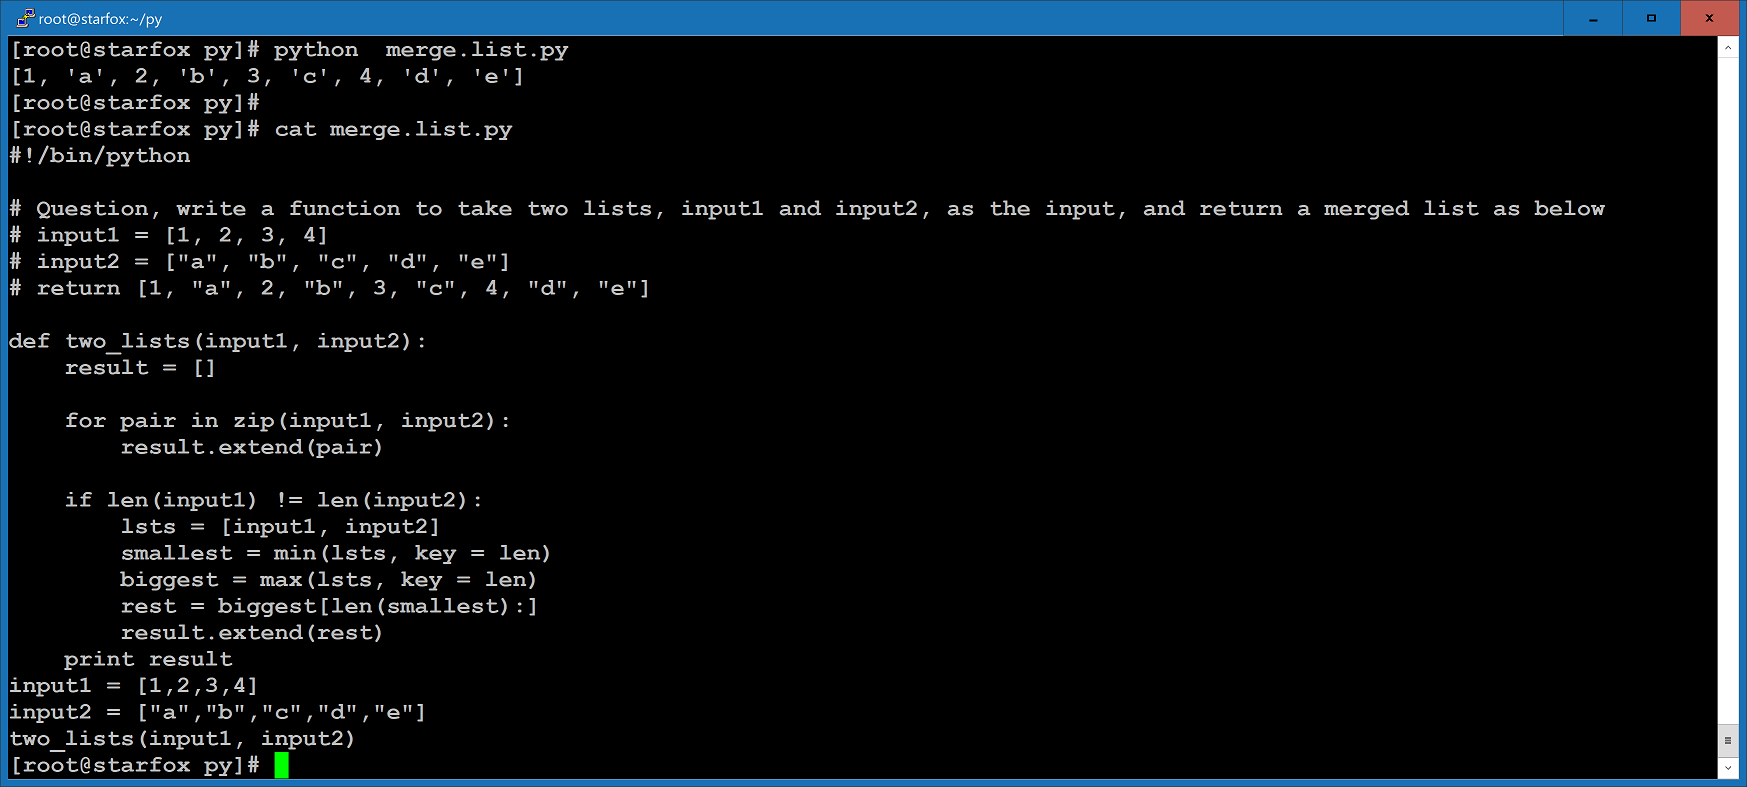 root@starfox:~/py
[root@starfox py]# python  merge.list.py
[1, 'a', 2, 'b', 3, 'c', 4, 'd', 'e']
[root@starfox py]#
[root@starfox py]# cat merge.list.py
#!/bin/python

# Question, write a function to take two lists, input1 and input2, as the input, and return a merged list as below
# input1 = [1, 2, 3, 4]
# input2 = ["a", "b", "c", "d", "e"]
# return [1, "a", 2, "b", 3, "c", 4, "d", "e"]

def two_lists(input1, input2):
    result = []

    for pair in zip(input1, input2):
        result.extend(pair)

    if len(input1) != len(input2):
        lsts = [input1, input2]
        smallest = min(lsts, key = len)
        biggest = max(lsts, key = len)
        rest = biggest[len(smallest):]
        result.extend(rest)
    print result
input1 = [1,2,3,4]
input2 = ["a","b","c","d","e"]
two_lists(input1, input2)
[root@starfox py]#